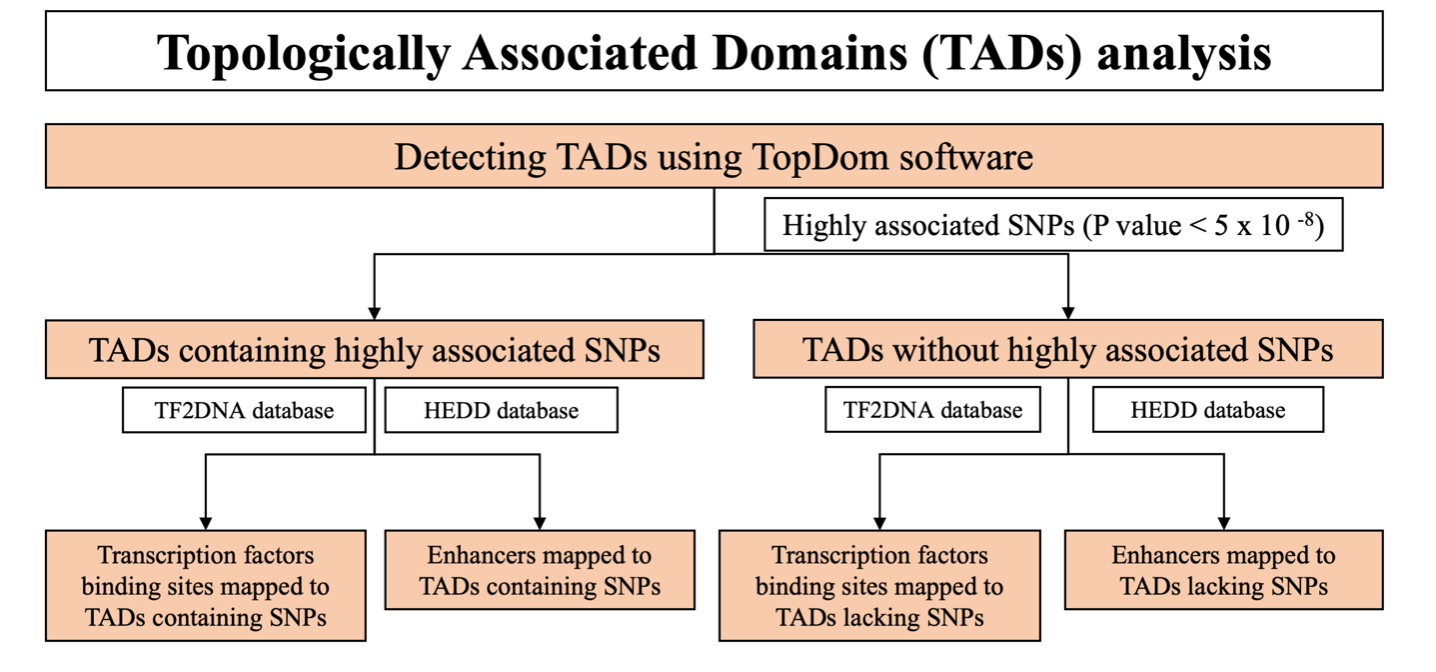 Topologically Associated Domains (TADs) analysis
Detecting TADs using TopDom software
Highly associated SNPs (P value < 5 x 10 -8)
TADs containing highly associated SNPs
TADs without highly associated SNPs
TF2DNA database
HEDD database
TF2DNA database
HEDD database
Transcription factors
binding sites mapped to
TADs containing SNPs
Enhancers mapped to
TADs containing SNPs
Transcription factors
binding sites mapped to
TADs lacking SNPs
Enhancers mapped to
TADs lacking SNPs